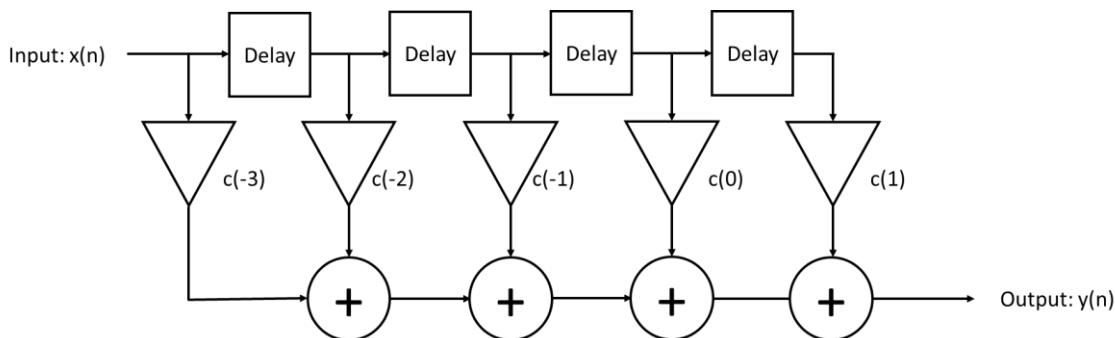 Input: x(n)
Delay
Delay
Delay
Delay
c(-3)
c(-2)
c(-1)
c(0)
c(1)
+
+
+
+
Output: y(n)